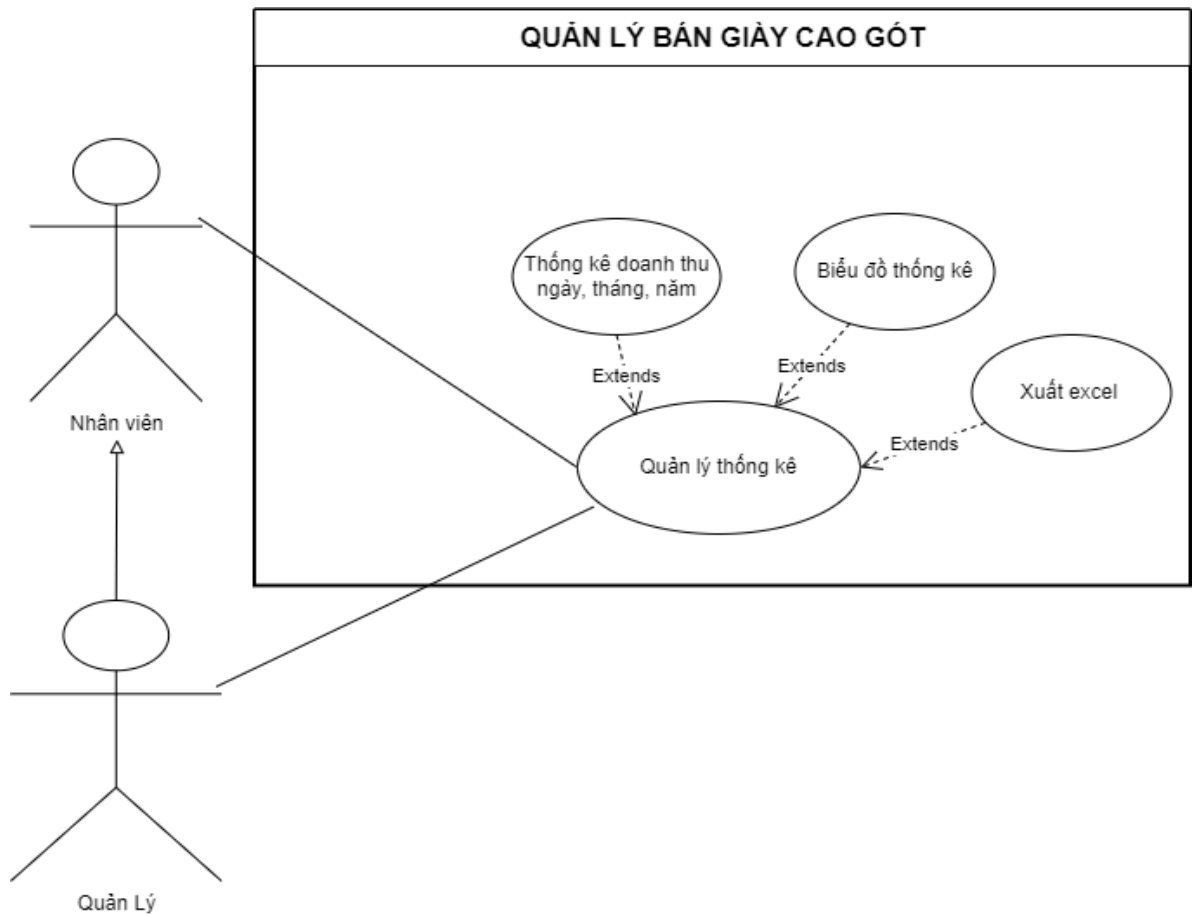 QUẢN LÝ BÁN GIÀY CAO GÓT
Thống kê doanh thu
ngày, tháng, năm
Biểu đồ thống kê
Extends
Extends
Xuất excel
Extends
Quản lý thống kê
Nhân viên
Quản Lý